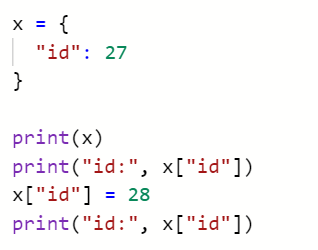 x = {
  "id": 27
}

print(x)
print("id:", x["id"])
x["id"] = 28
print("id:", x["id"])